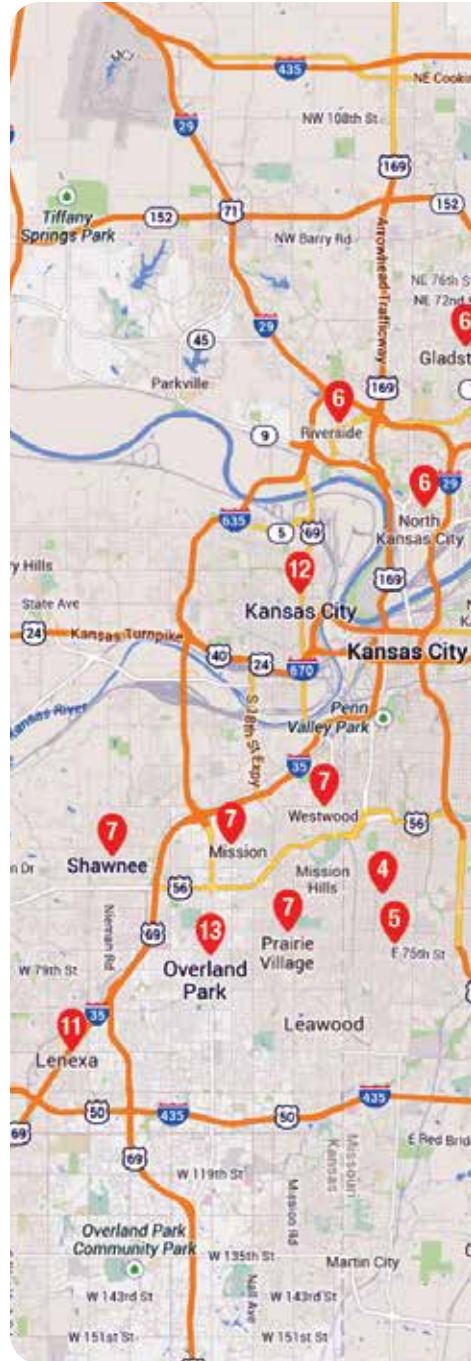 435
NW 108th St
29
169
Tiffany
Springs Park
152
71
152
NW Barry Rd
Arrowhead Trafficway
NE 76th S
NE 72nd
29
6
45
Gladst
Parkville
169
6
Riverside
9
6
29
North
Kansas City
635
5
69
y Hills
12
169
State Ave
Kansas City
24
Kansas Turnpike
40
24
670
Kansas City
Kansas River
S 18th St Expy
Penn
Valley Park
35
7
Westwood
7
7
56
Shawnee
Mission
n Dr
Mission
Hills
4
56
Nieman Rd
69
13
7
5
Prairie
Village
E 75th St
W 79th St
Overland
Park
11
35
Leawood
Lenexa
50
435
50
435
69
69
E Red Brid
Missouri
Kansas
W 119th St
Mission Rd
Overland Park
Community Park
W 135th St
Martin City
Nall Ave
W 143rd St
W 143rd St
W 151st St
W 151st St